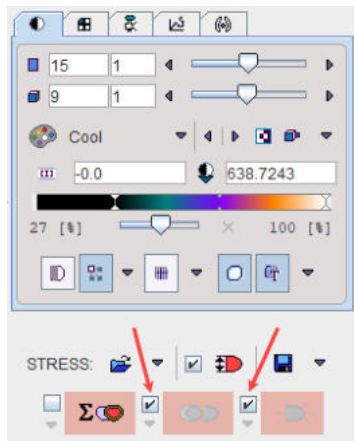 15 1
9 1
Cool
-0.0 638.7243
27 [%] 100 [%]
STRESS:
Σ